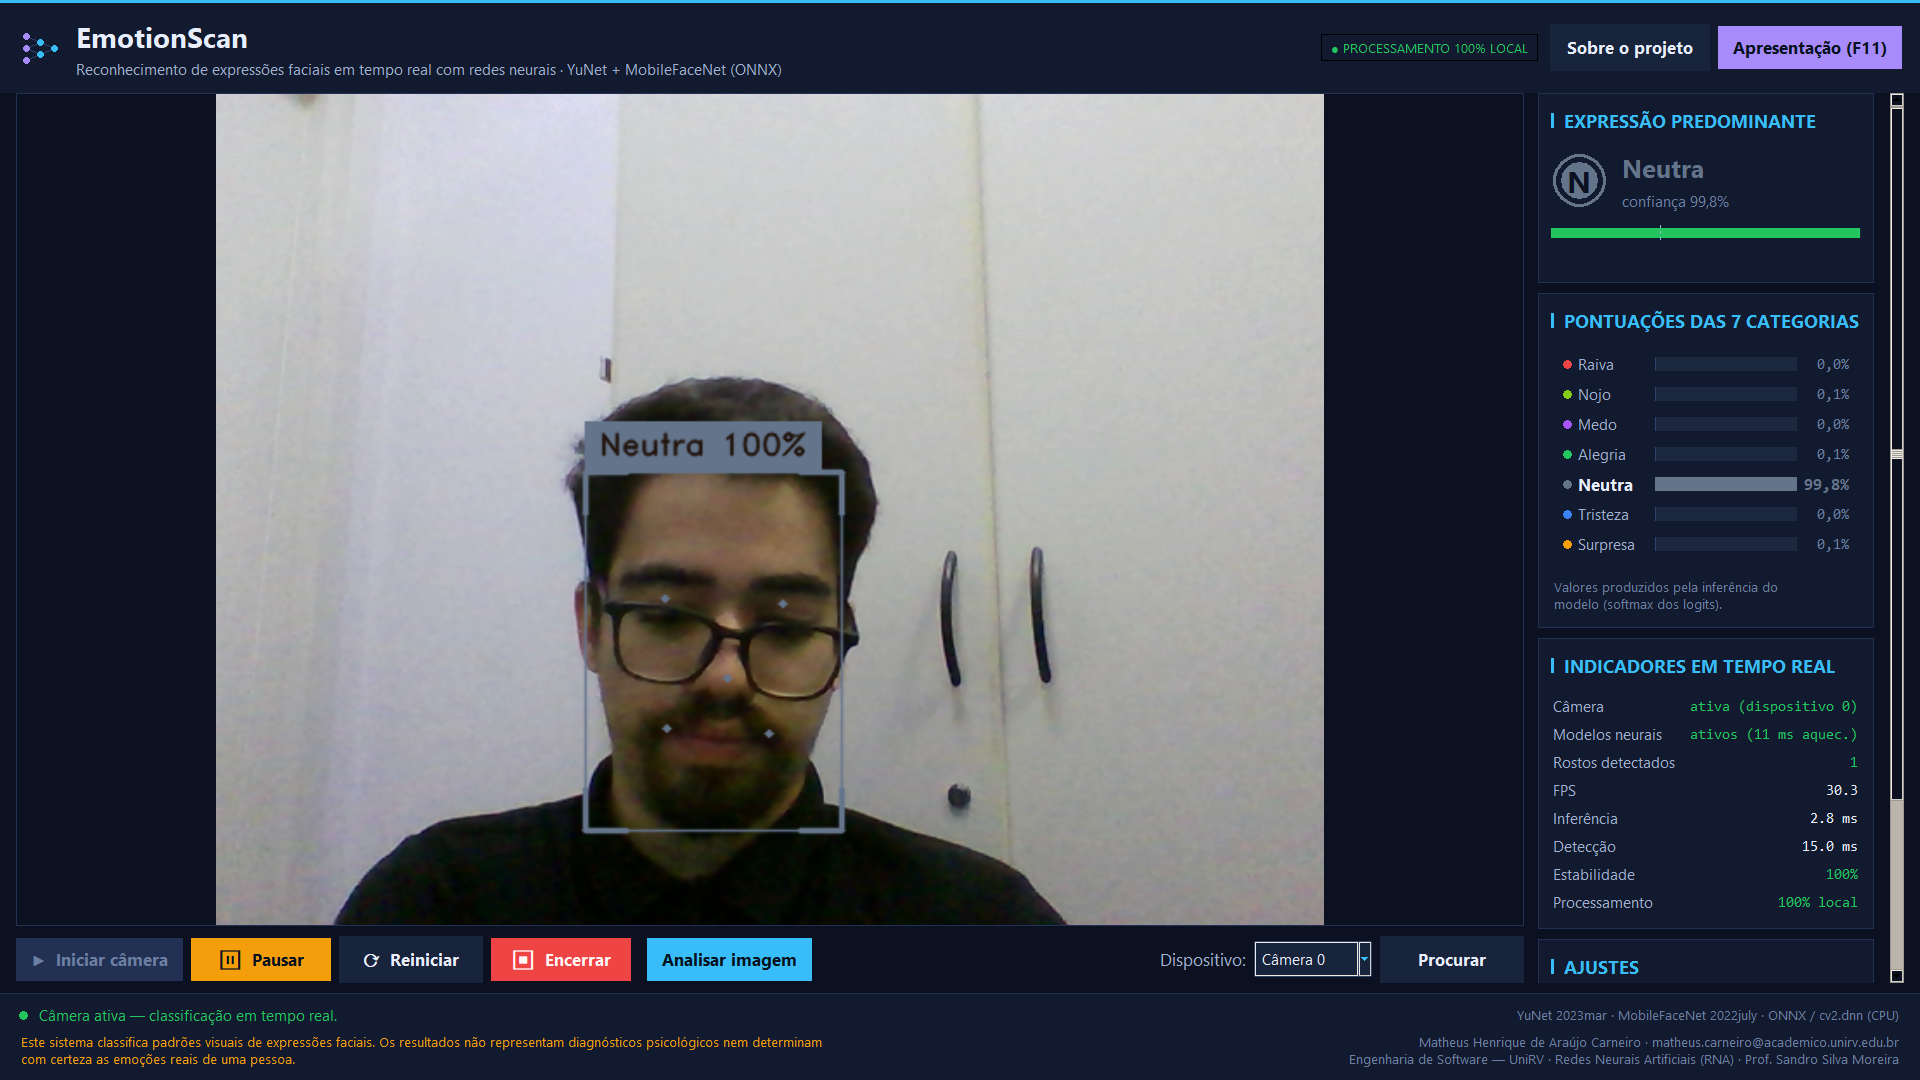 EmotionScan
Reconhecimento de expressões faciais em tempo real com redes neurais · YuNet + MobileFaceNet (ONNX)
● PROCESSAMENTO 100% LOCAL
Sobre o projeto
Apresentação (F11)
Neutra 100%
EXPRESSÃO PREDOMINANTE
N
Neutra
confiança 99,8%
PONTUAÇÕES DAS 7 CATEGORIAS
Raiva 0,0%
Nojo 0,1%
Medo 0,0%
Alegria 0,1%
Neutra 99,8%
Tristeza 0,0%
Surpresa 0,1%
Valores produzidos pela inferência do
modelo (softmax dos logits).
INDICADORES EM TEMPO REAL
Câmera ativa (dispositivo 0)
Modelos neurais ativos (11 ms aquec.)
Rostos detectados 1
FPS 30.3
Inferência 2.8 ms
Detecção 15.0 ms
Estabilidade 100%
Processamento 100% local
AJUSTES
Iniciar câmera
Pausar
Reiniciar
Encerrar
Analisar imagem
Dispositivo: Câmera 0
Procurar
Câmera ativa — classificação em tempo real.
Este sistema classifica padrões visuais de expressões faciais. Os resultados não representam diagnósticos psicológicos nem determinam
com certeza as emoções reais de uma pessoa.
YuNet 2023mar · MobileFaceNet 2022july · ONNX / cv2.dnn (CPU)
Matheus Henrique de Araújo Carneiro · matheus.carneiro@academico.unirv.edu.br
Engenharia de Software — UniRV · Redes Neurais Artificiais (RNA) · Prof. Sandro Silva Moreira